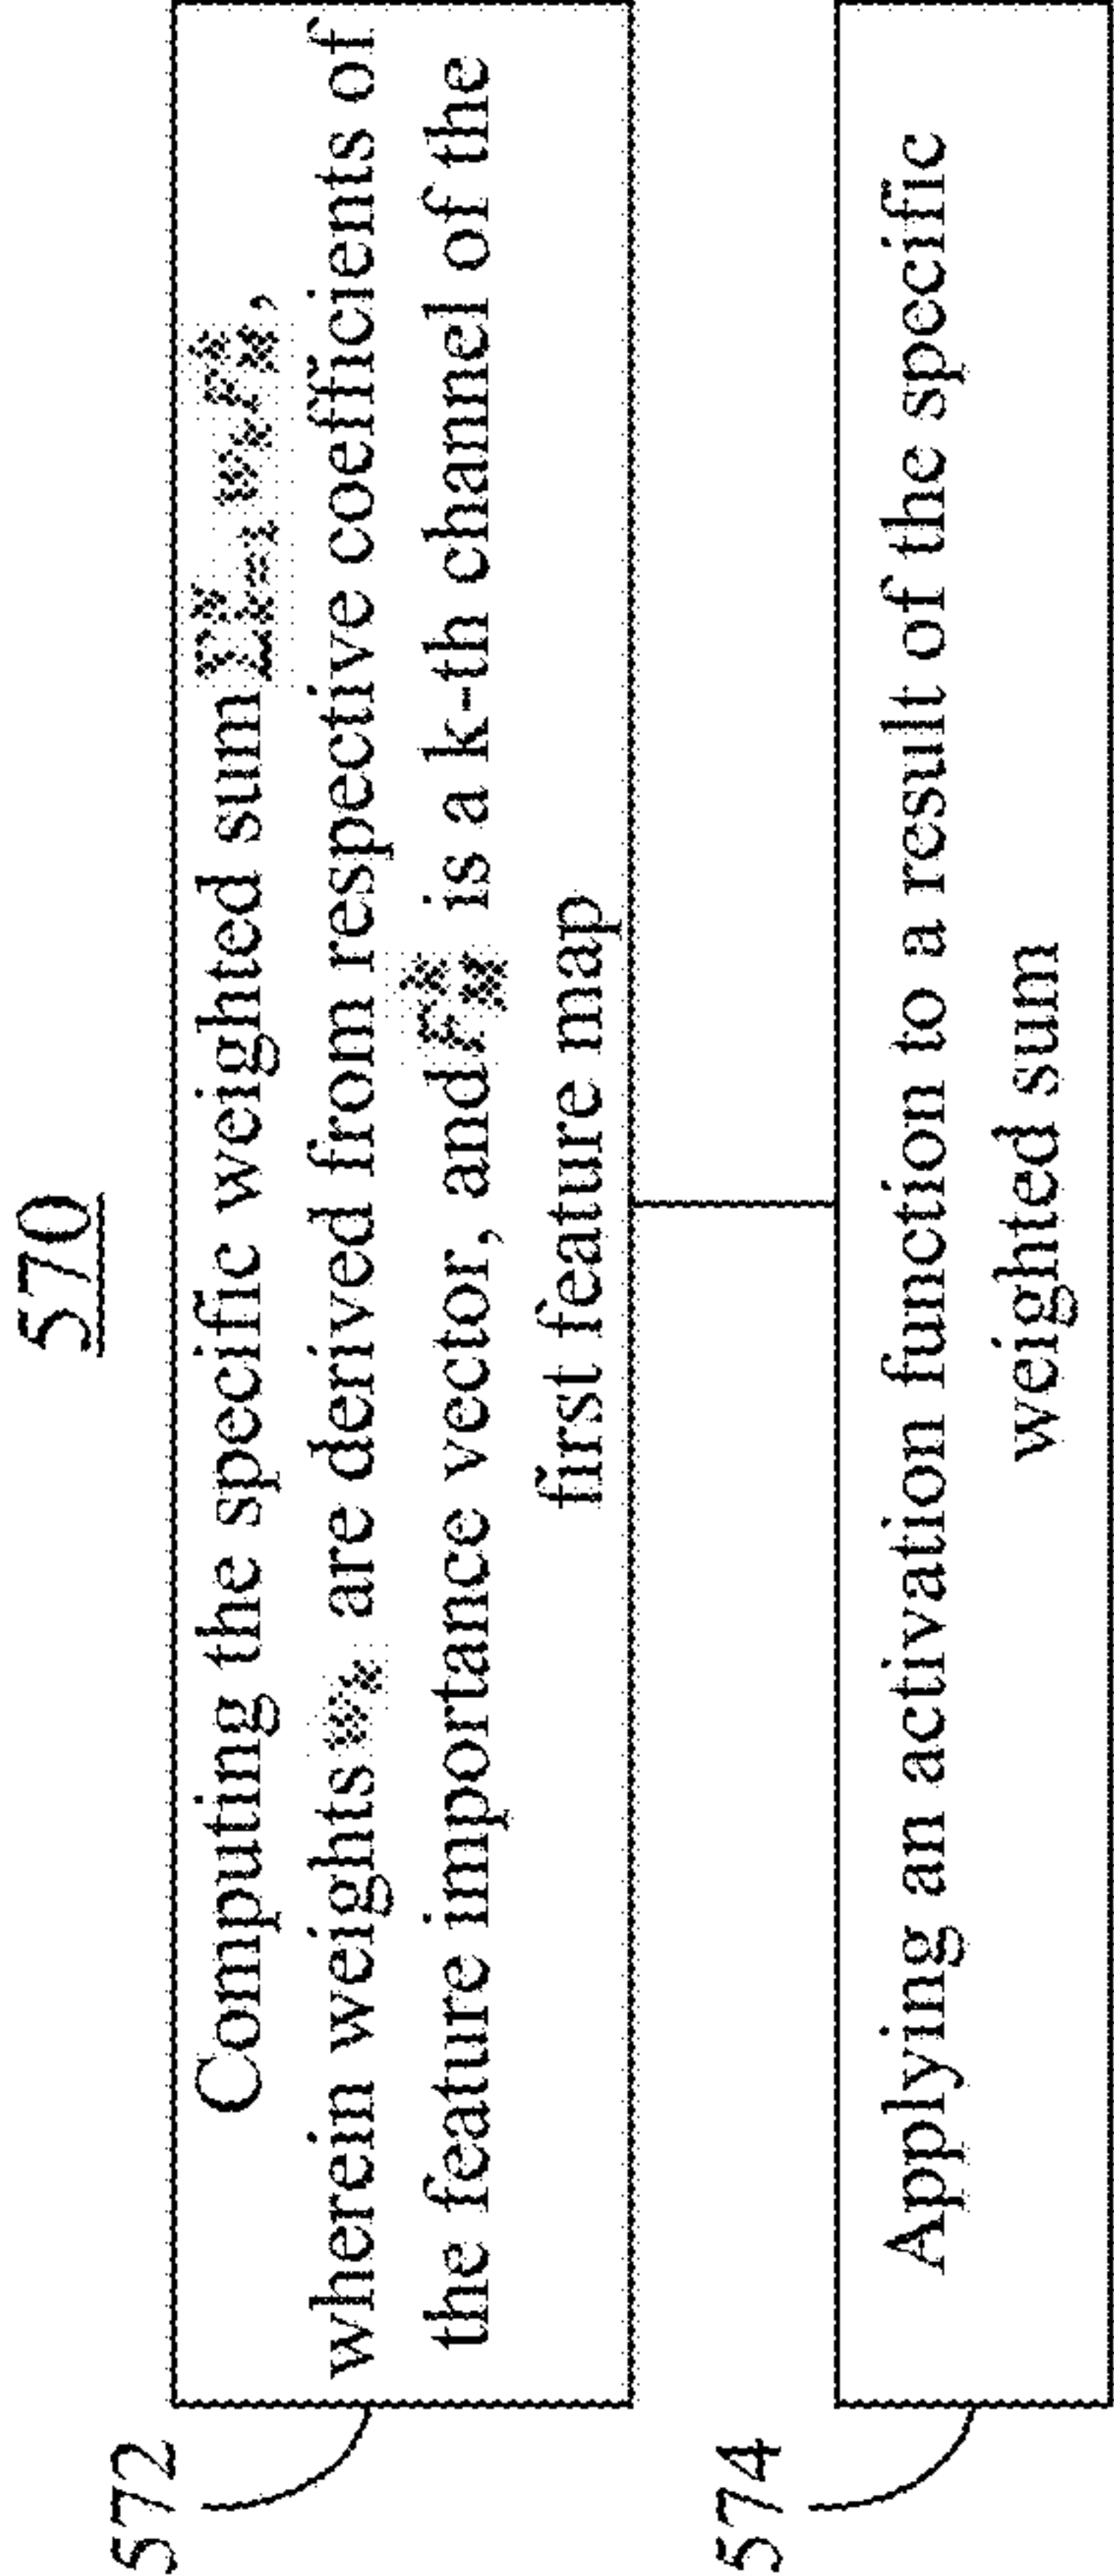 570
572
Computing the specific weighted sum
wherein weights are derived from respective coefficients of
the feature importance vector, and is a k-th channel of the
first feature map
574
Applying an activation function to a result of the specific
weighted sum